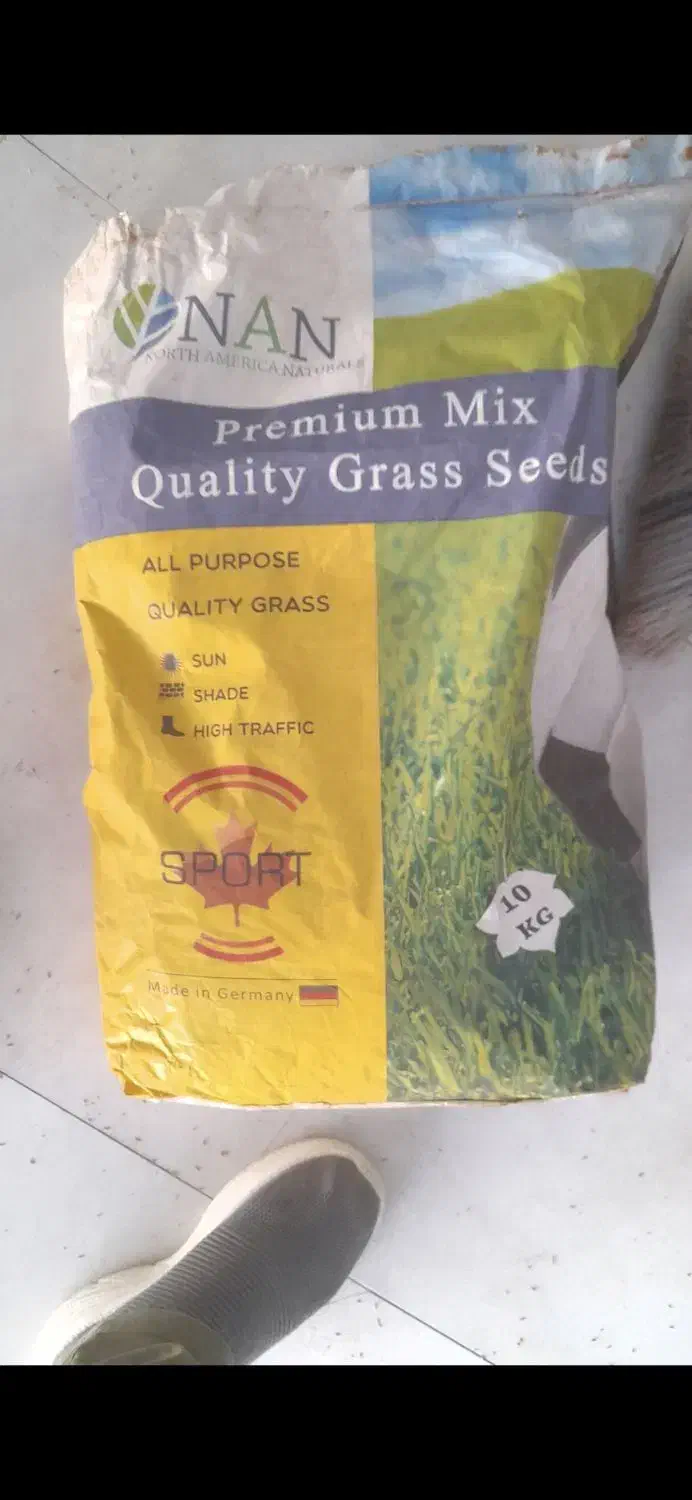 NAN
NORTH AMERICA NATURALS
Premium Mix
Quality Grass Seeds
ALL PURPOSE
QUALITY GRASS
SUN
SHADE
HIGH TRAFFIC
SPORT
10
KG
Made in Germany